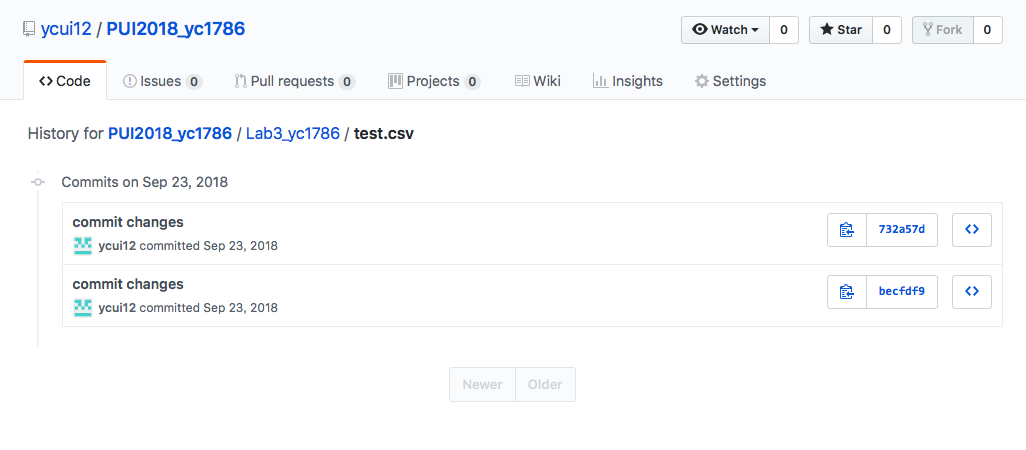 ycui12 / PUI2018_yc1786
Watch 0 Star 0 Fork 0
Code Issues 0 Pull requests 0 Projects 0 Wiki Insights Settings
History for PUI2018_yc1786 / Lab3_yc1786 / test.csv
Commits on Sep 23, 2018
commit changes
732a57d
ycui12 committed Sep 23, 2018
commit changes
becfdf9
ycui12 committed Sep 23, 2018
Newer Older